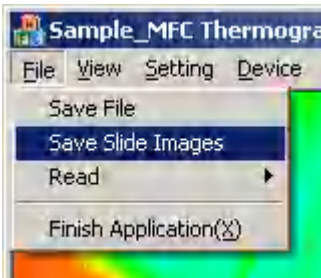 Sample_MFC Thermogra
File View Setting Device
Save File
Save Slide Images
Read
Finish Application(X)